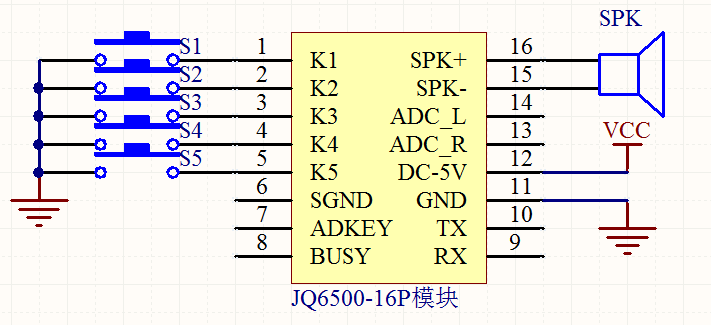 SPK
S1 1 K1 SPK+ 16
S2 2 K2 SPK- 15
S3 3 K3 ADC_L 14
S4 4 K4 ADC_R 13 VCC
S5 5 K5 DC-5V 12
6 SGND GND 11
7 ADKEY TX 10
8 BUSY RX 9
JQ6500-16P模块